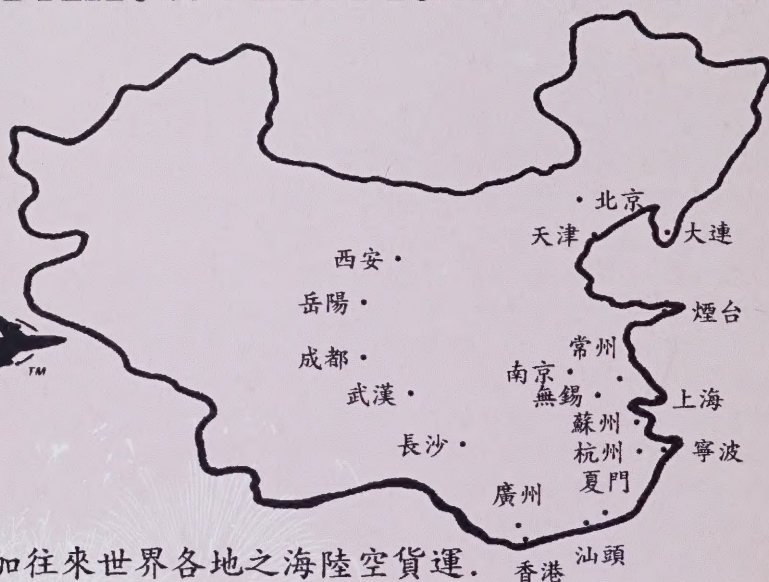 北京
天津
大連
西安
岳陽
煙台
成都
常州
南京
無錫
武漢
上海
蘇州
長沙
杭州
寧波
夏門
廣州
加往來世界各地之海陸空貨運.
香港
汕頭
TM